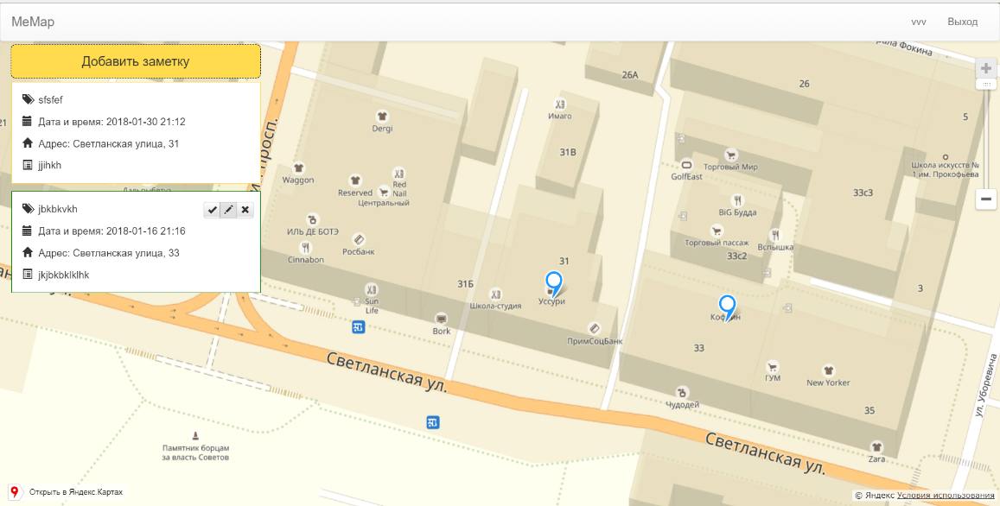 MeMap
vvv
Выход
Добавить заметку
sfsfef
Дата и время: 2018-01-30 21:12
Адрес: Светланская улица, 31
jjihkh
jbkbkvkh
Дата и время: 2018-01-16 21:16
Адрес: Светланская улица, 33
jkjbkbklklhk
просп.
21
26А
26
5
Имаго
Dergi
31В
Торговый Мир
GolfEast
Школа искусств №
1 им. Прокофьева
Waggon
Reserved
Red
Nail
Центральный
33с3
BiG Будда
ИЛЬ ДЕ БОТЭ
Росбанк
Cinnabon
Торговый пассаж
Вспышка
33с2
31
31Б
3
Sun
Life
Школа-студия
Уссури
Bork
ПримСоцБанк
33
ГУМ
New Yorker
Чудодей
35
Светланская ул.
ул. Уборевича
Светланская ул.
Zara
Памятник борцам
за власть Советов
Открыть в Яндекс.Картах
© Яндекс Условия использования